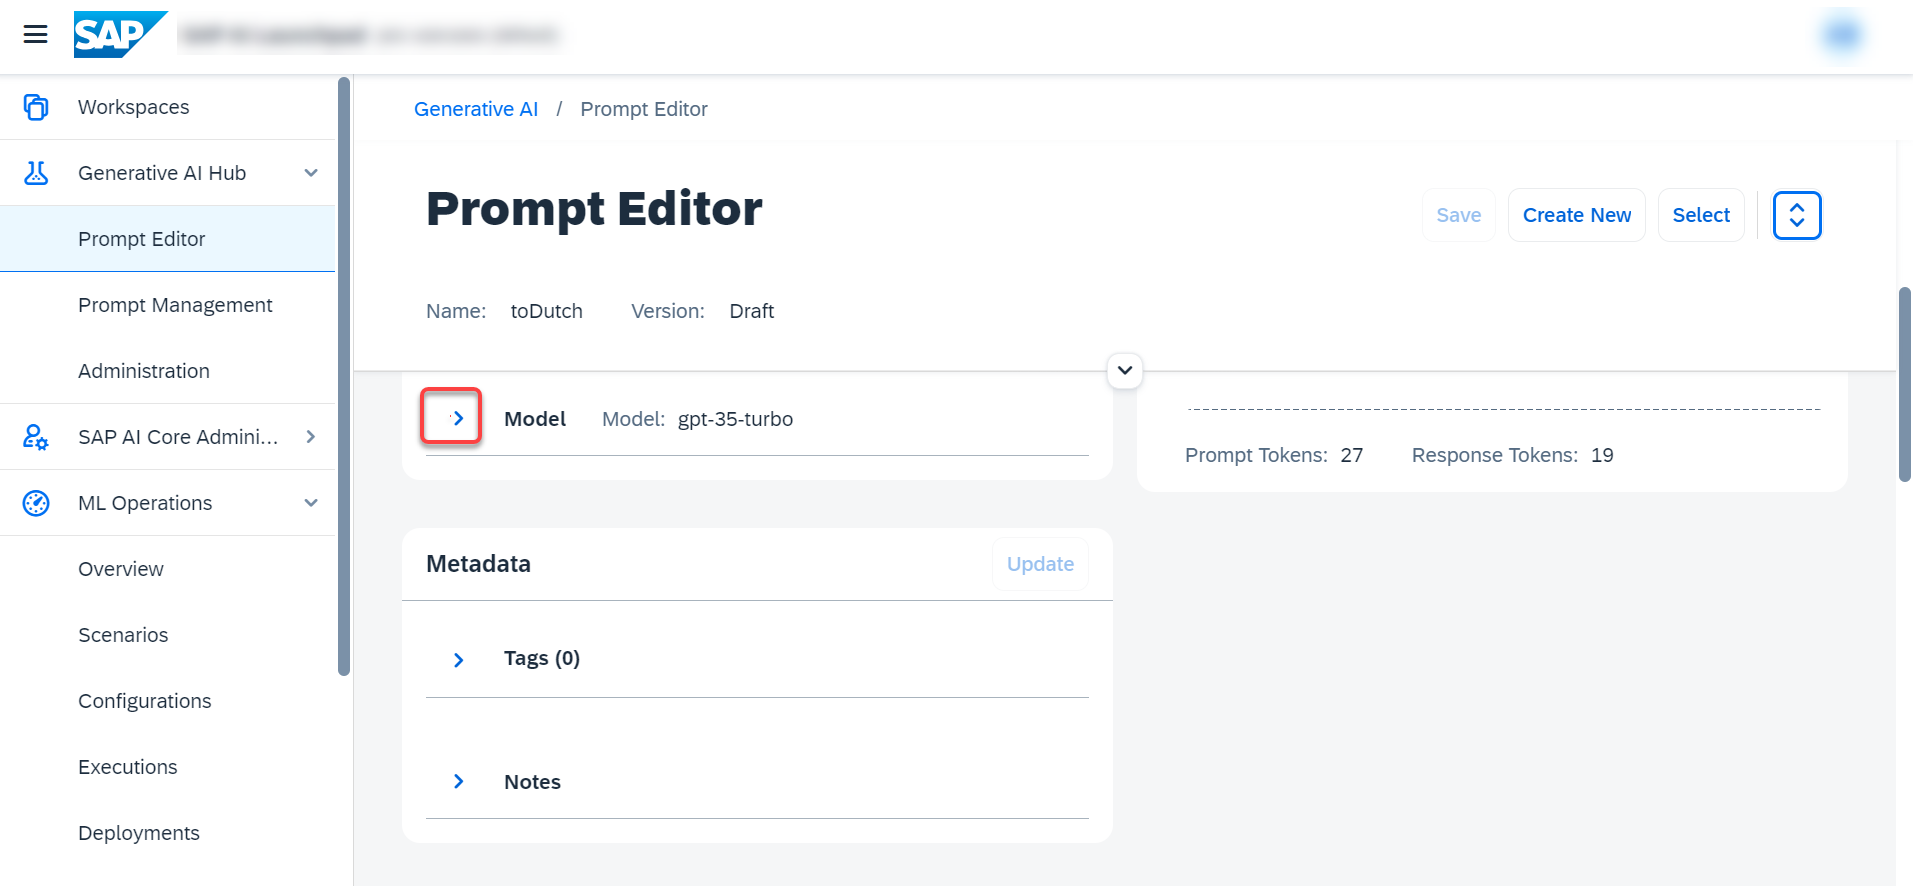 SAP
Workspaces
Generative AI Hub
Prompt Editor
Prompt Management
Administration
SAP AI Core Admini...
ML Operations
Overview
Scenarios
Configurations
Executions
Deployments
Generative AI / Prompt Editor
Prompt Editor
Save Create New Select
Name: toDutch Version: Draft
Model Model: gpt-35-turbo
Prompt Tokens: 27 Response Tokens: 19
Metadata Update
Tags (0)
Notes